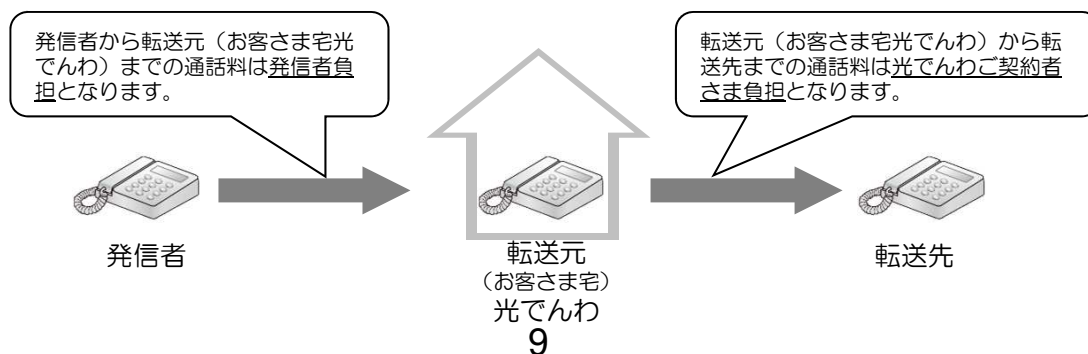 発信者から転送元（お客さま宅光
でんわ）までの通話料は発信者負
担となります。
転送元（お客さま宅光でんわ）から転
送先までの通話料は光でんわご契約者
さま負担となります。
発信者
転送元
（お客さま宅）
光でんわ
転送先
9